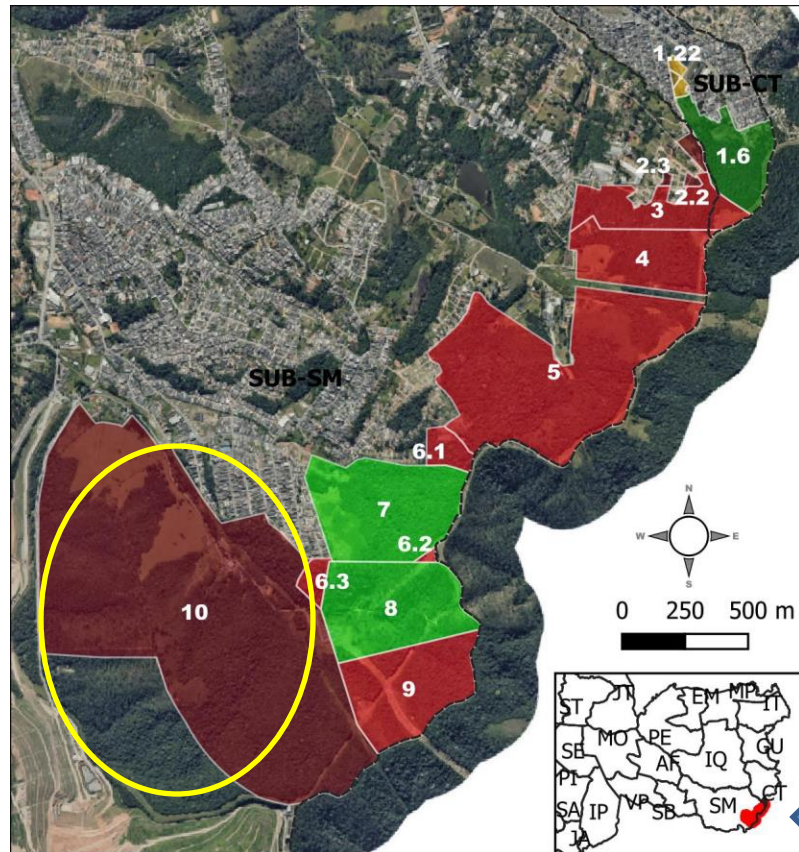 1.22
SUB-CT
1.6
2.3
2.2
3
4
5
SUB-SM
6.1
7
6.2
6.3
8
10
9
N
W E
S
0 250 500 m
ST
JT
EM
MP
LA
IT
SE
MO
PE
AF
IQ
GU
PI
CT
SA
IP
VP
SB
SM
JA